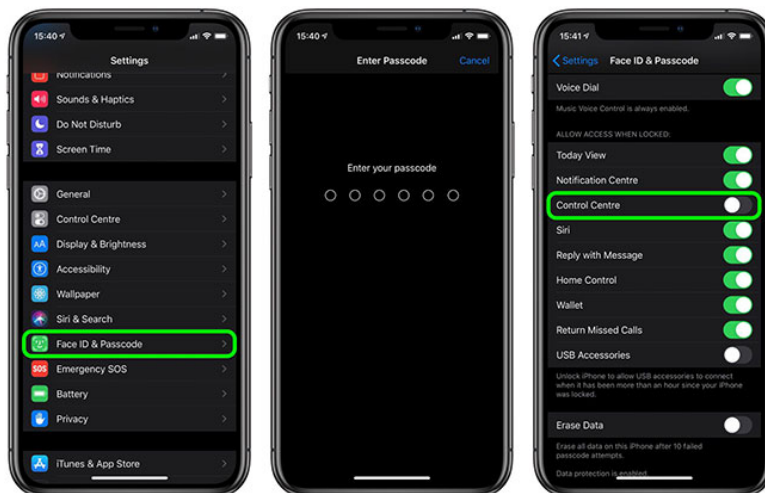 15:40
Settings
Notifications
Sounds & Haptics
Do Not Disturb
Screen Time
General
Control Centre
AA Display & Brightness
Accessibility
Wallpaper
Siri & Search
Face ID & Passcode
SOS Emergency SOS
Battery
Privacy
iTunes & App Store
15:40
Enter Passcode Cancel
Enter your passcode
15:41
Settings Face ID & Passcode
Voice Dial
Music Voice Control is always enabled.
ALLOW ACCESS WHEN LOCKED:
Today View
Notification Centre
Control Centre
Siri
Reply with Message
Home Control
Wallet
Return Missed Calls
USB Accessories
Unlock iPhone to allow USB accessories to connect
when it has been more than an hour since your iPhone
was locked.
Erase Data
Erase all data on this iPhone after 10 failed
passcode attempts.
Data protection is enabled.